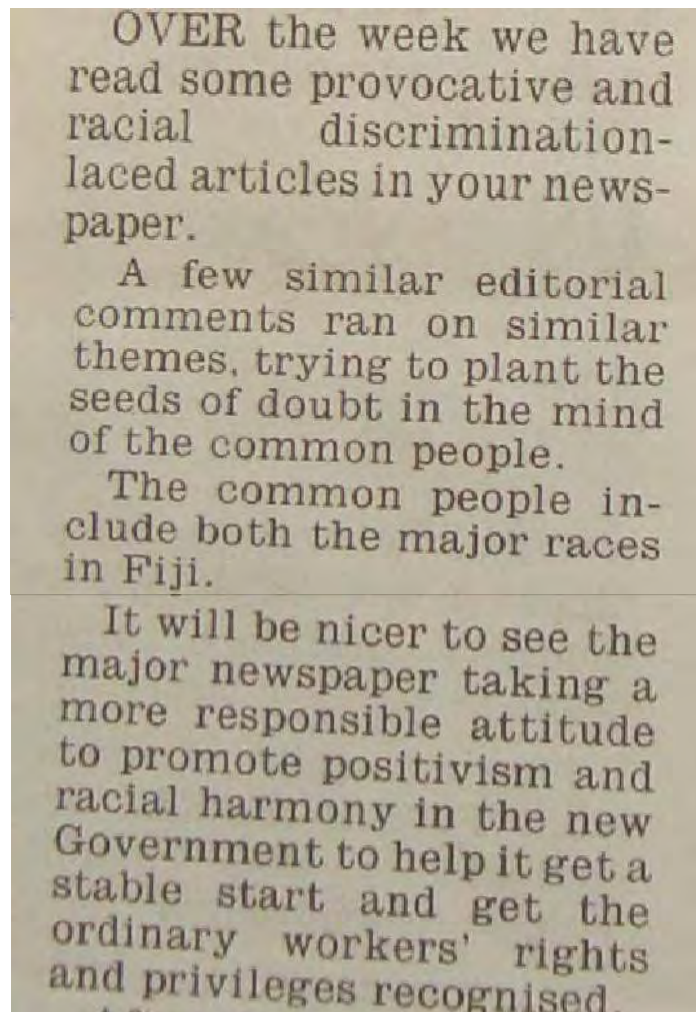 OVER the week we have
read some provocative and
racial discrimination-
laced articles in your news-
paper.
A few similar editorial
comments ran on similar
themes, trying to plant the
seeds of doubt in the mind
of the common people.
The common people in-
clude both the major races
in Fiji.
It will be nicer to see the
major newspaper taking a
more responsible attitude
to promote positivism and
racial harmony in the new
Government to help it get a
stable start and get the
ordinary workers' rights
and privileges recognised.